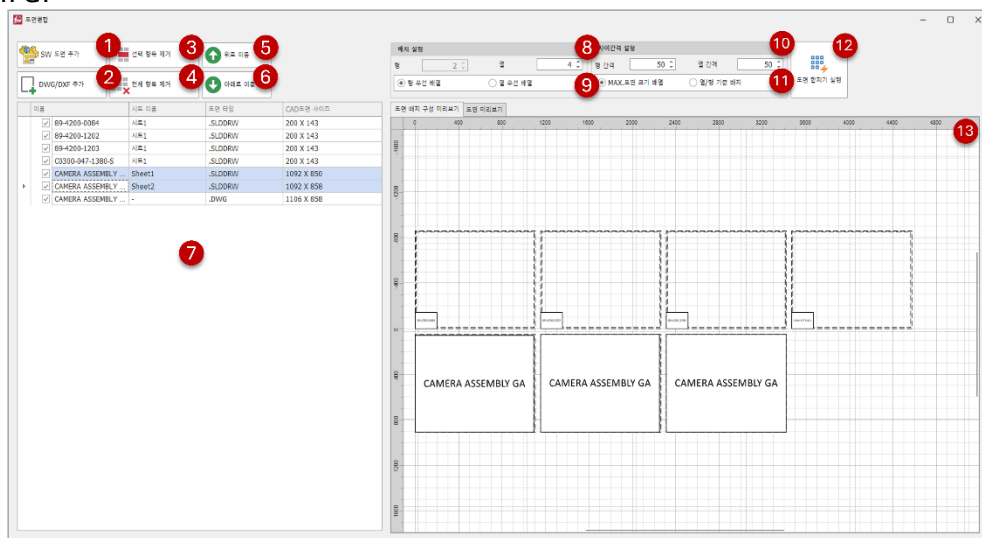 도면병합
SW 도면 추가
선택 항목 제거
위로 이동
DWG/DXF 추가
전체 항목 제거
아래로 이동
1
2
3
4
5
6
배치 설정
행 2 열 4
행 우선 배열 열 우선 배열
사이간격 설정
행 간격 50 열 간격 50
MAX.도면 크기 배열 열/행 기준 배치
도면 합치기 실행
8
9
10
11
12
이름 시트 이름 도면 타입 CAD도면 사이즈
89-4200-0084 시트1 .SLDDRW 200 X 143
89-4200-1202 시트1 .SLDDRW 200 X 143
89-4200-1203 시트1 .SLDDRW 200 X 143
C0300-047-1380-S 시트1 .SLDDRW 200 X 143
CAMERA ASSEMBLY ... Sheet1 .SLDDRW 1092 X 850
CAMERA ASSEMBLY ... Sheet2 .SLDDRW 1092 X 858
CAMERA ASSEMBLY ... - .DWG 1106 X 858
7
도면 배치 구성 미리보기 도면 미리보기
0 400 800 1200 1600 2000 2400 2800 3200 3600 4000 4400 4800
13
-1600
-1200
-800
-400
0
400
800
1200
1600
CAMERA ASSEMBLY GA CAMERA ASSEMBLY GA CAMERA ASSEMBLY GA